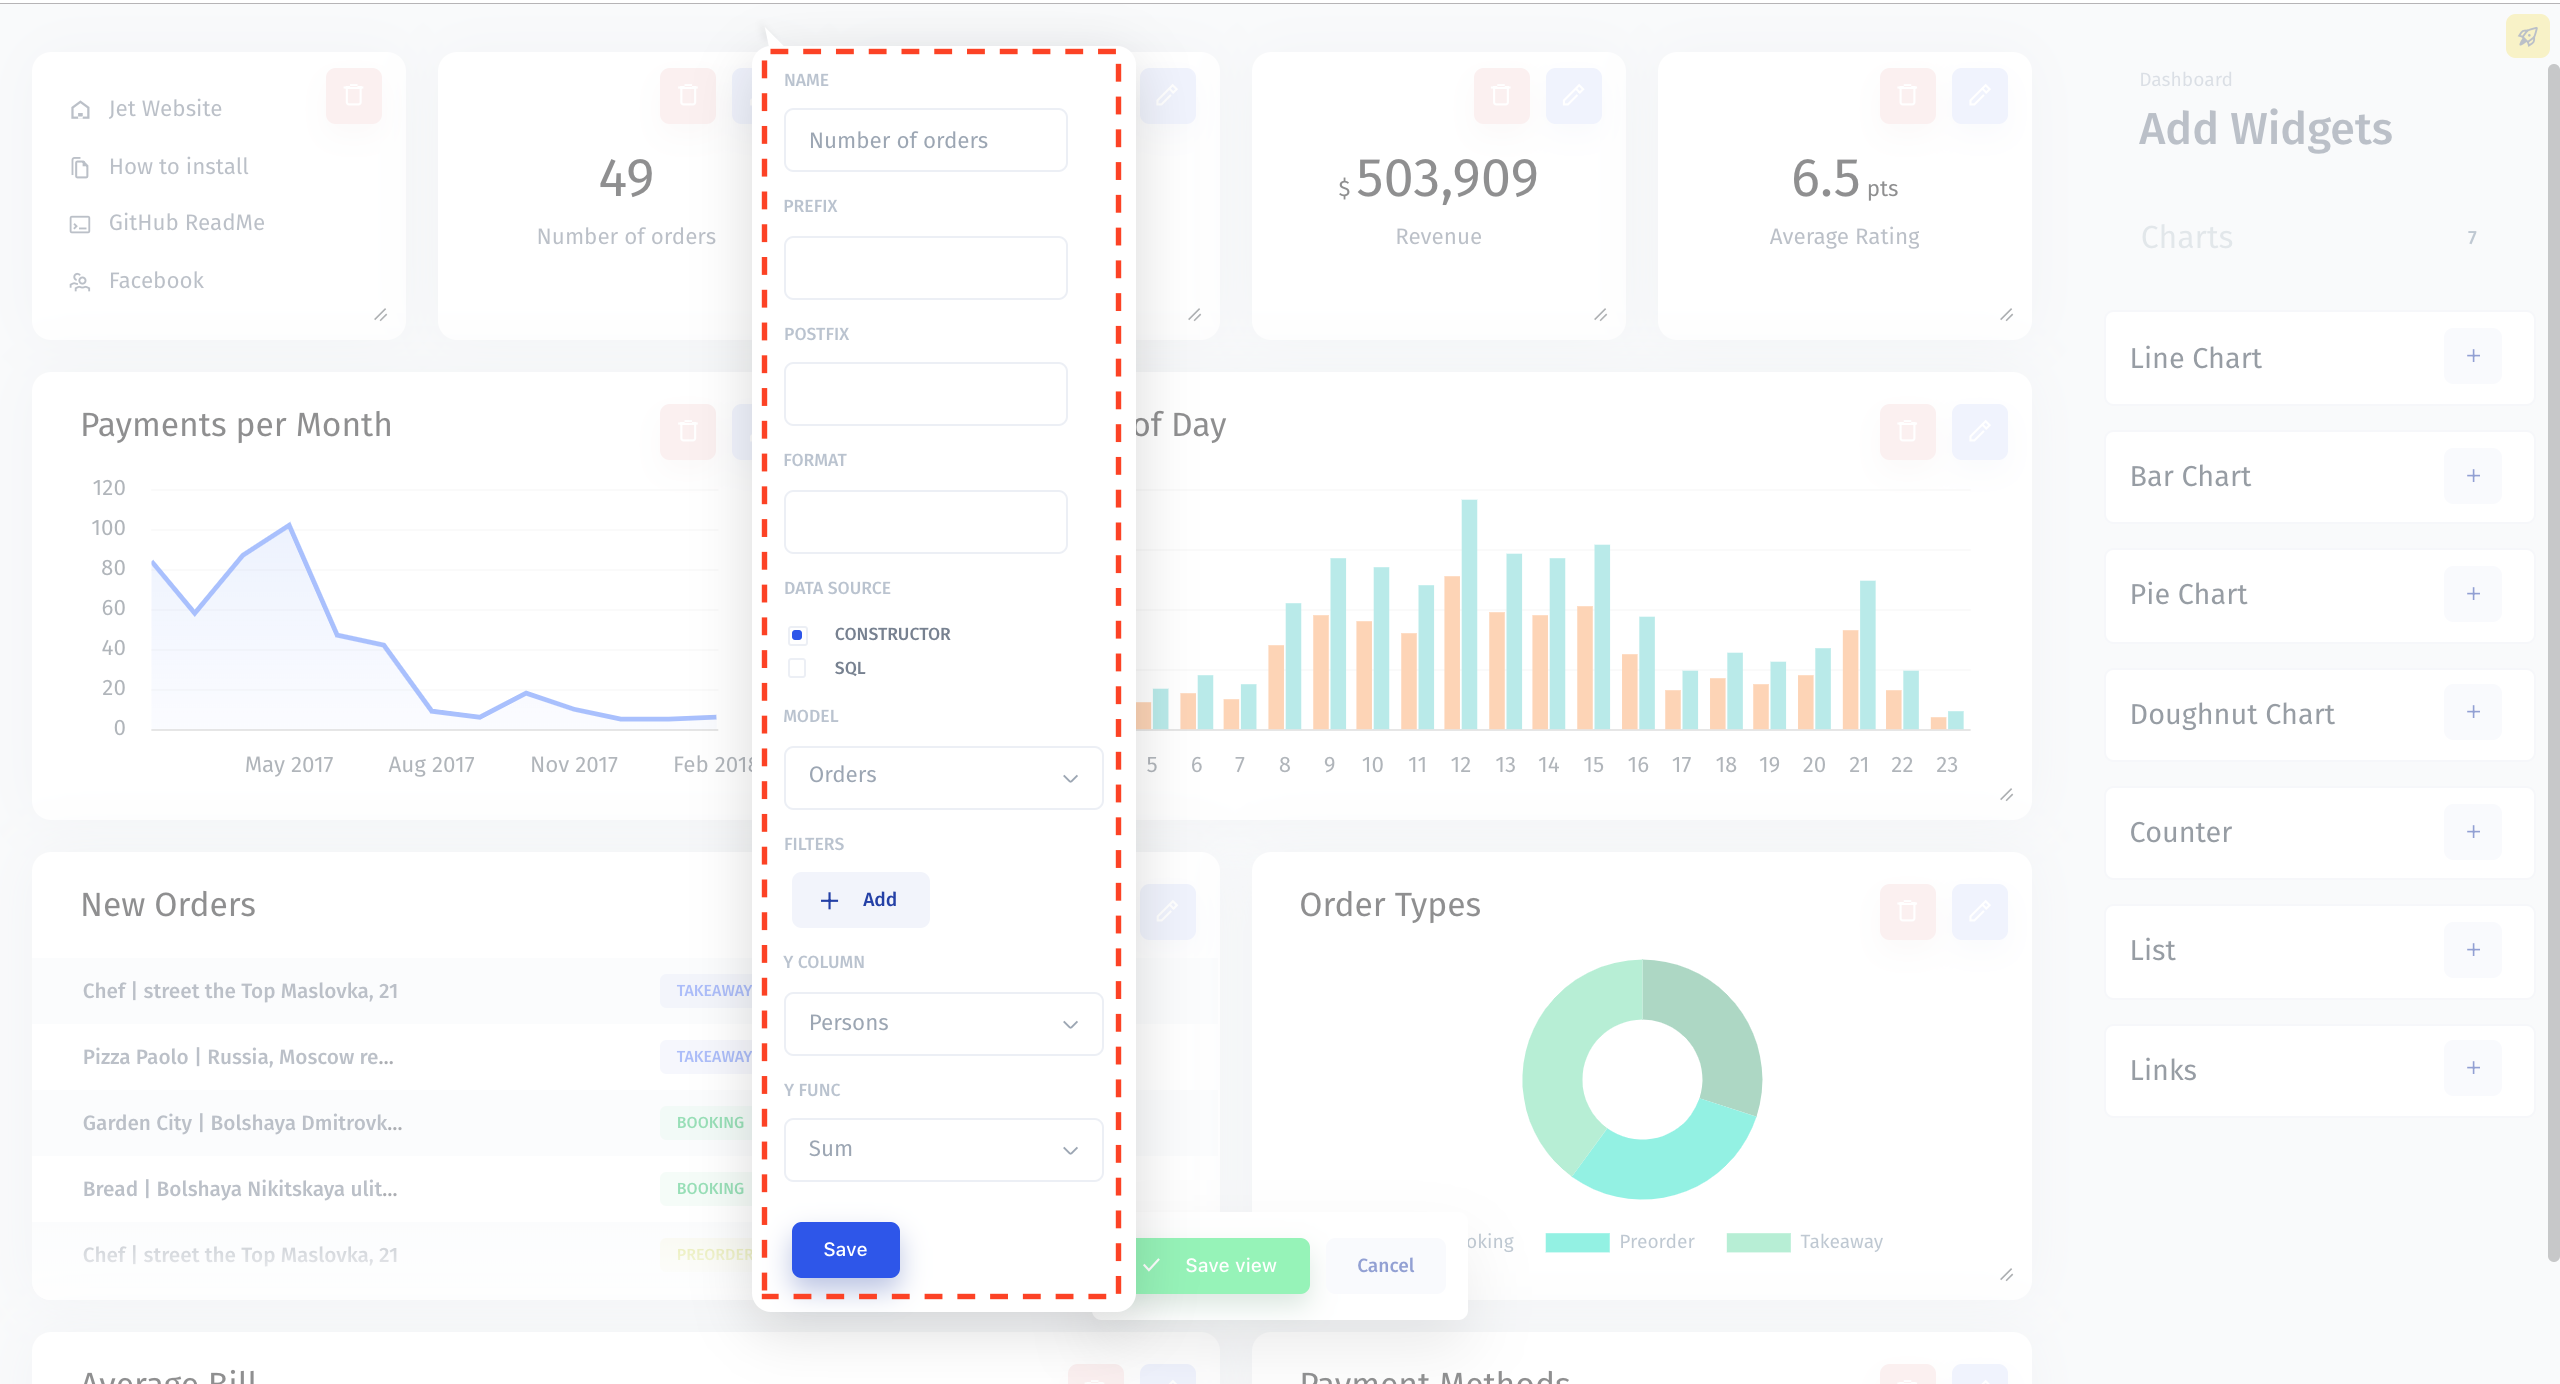 Jet Website
How to install
GitHub ReadMe
Facebook
49
Number of orders
$ 503,909
Revenue
6.5 pts
Average Rating
Payments per Month
120
100
80
60
40
20
0
May 2017
Aug 2017
Nov 2017
Feb 2018
NAME
Number of orders
PREFIX
POSTFIX
FORMAT
DATA SOURCE
CONSTRUCTOR
SQL
MODEL
Orders
FILTERS
+ Add
Y COLUMN
Persons
Y FUNC
Sum
Save
of Day
5 6 7 8 9 10 11 12 13 14 15 16 17 18 19 20 21 22 23
New Orders
Chef | street the Top Maslovka, 21
TAKEAWAY
Pizza Paolo | Russia, Moscow re...
TAKEAWAY
Garden City | Bolshaya Dmitrovk...
BOOKING
Bread | Bolshaya Nikitskaya ulit...
BOOKING
Chef | street the Top Maslovka, 21
PREORDER
Order Types
oking
Preorder
Takeaway
Save view
Cancel
Average Bill
Payment Methods
Dashboard
Add Widgets
Charts
7
Line Chart
+
Bar Chart
+
Pie Chart
+
Doughnut Chart
+
Counter
+
List
+
Links
+